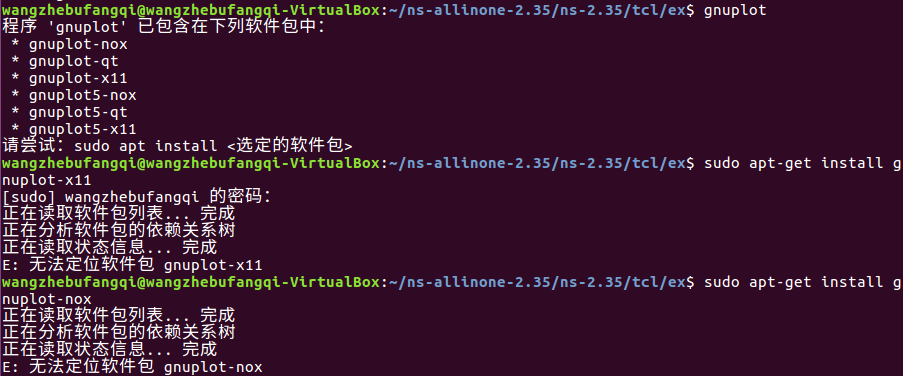 wangzhebufangqi@wangzhebufangqi-VirtualBox:~/ns-allinone-2.35/ns-2.35/tcl/ex$ gnuplot
程序 'gnuplot' 已包含在下列软件包中：
 * gnuplot-nox
 * gnuplot-qt
 * gnuplot-x11
 * gnuplot5-nox
 * gnuplot5-qt
 * gnuplot5-x11
请尝试：sudo apt install <选定的软件包>
wangzhebufangqi@wangzhebufangqi-VirtualBox:~/ns-allinone-2.35/ns-2.35/tcl/ex$ sudo apt-get install g
nuplot-x11
[sudo] wangzhebufangqi 的密码：
正在读取软件包列表... 完成
正在分析软件包的依赖关系树
正在读取状态信息... 完成
E: 无法定位软件包 gnuplot-x11
wangzhebufangqi@wangzhebufangqi-VirtualBox:~/ns-allinone-2.35/ns-2.35/tcl/ex$ sudo apt-get install g
nuplot-nox
正在读取软件包列表... 完成
正在分析软件包的依赖关系树
正在读取状态信息... 完成
E: 无法定位软件包 gnuplot-nox